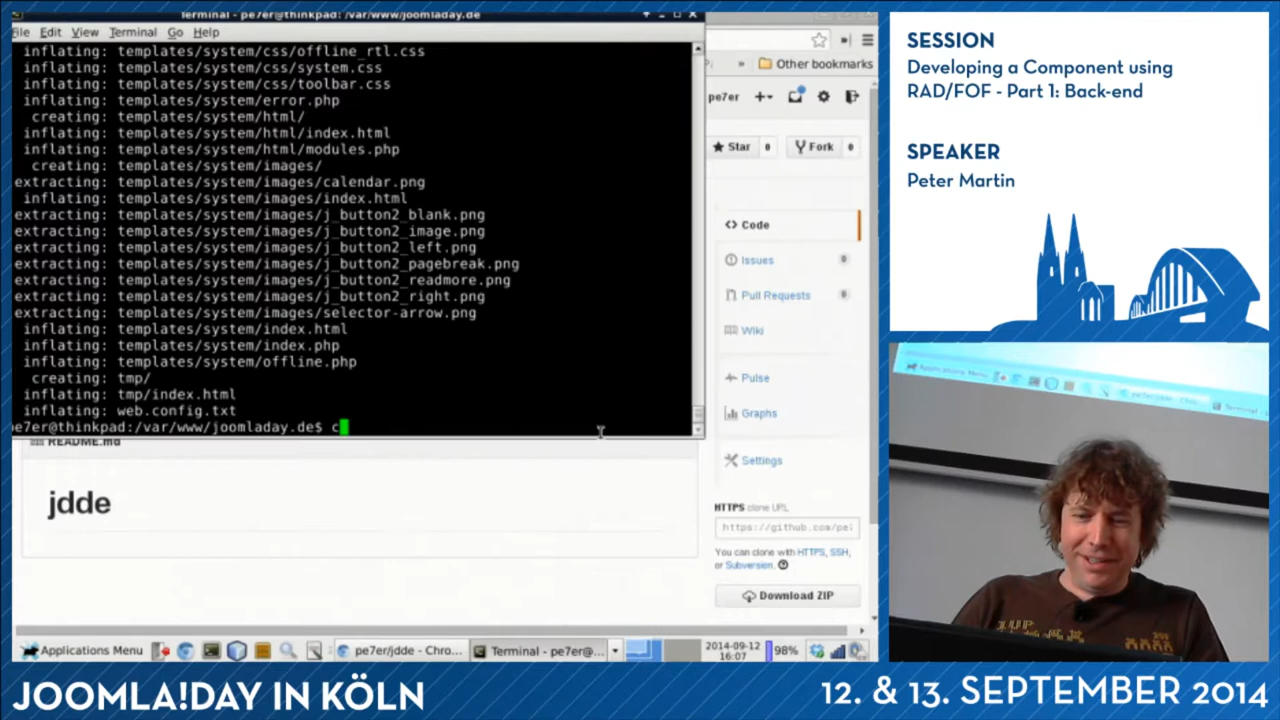 Terminal - pe7er@thinkpad: /var/www/joomladay.de
File Edit View Terminal Go Help
inflating: templates/system/css/offline_rtl.css
inflating: templates/system/css/system.css
inflating: templates/system/css/toolbar.css
inflating: templates/system/error.php
creating: templates/system/html/
inflating: templates/system/html/index.html
inflating: templates/system/html/modules.php
creating: templates/system/images/
extracting: templates/system/images/calendar.png
inflating: templates/system/images/index.html
extracting: templates/system/images/j_button2_blank.png
extracting: templates/system/images/j_button2_image.png
extracting: templates/system/images/j_button2_left.png
extracting: templates/system/images/j_button2_pagebreak.png
extracting: templates/system/images/j_button2_readmore.png
extracting: templates/system/images/j_button2_right.png
extracting: templates/system/images/selector-arrow.png
inflating: templates/system/index.html
inflating: templates/system/index.php
inflating: templates/system/offline.php
creating: tmp/
inflating: tmp/index.html
inflating: web.config.txt
pe7er@thinkpad:/var/www/joomladay.de$ c
README.md
jdde
» Other bookmarks
pe7er
Star 0 Fork 0
<> Code
Issues 0
Pull Requests 0
Wiki
Pulse
Graphs
Settings
HTTPS clone URL
https://github.com/pe
You can clone with HTTPS, SSH,
or Subversion.
Download ZIP
Applications Menu
pe7er/jdde - Chro...
Terminal - pe7er@...
2014-09-12
16:07
98%
SESSION
Developing a Component using
RAD/FOF - Part 1: Back-end
SPEAKER
Peter Martin
Applications Menu
1UP
JOOMLA!DAY IN KÖLN
12. & 13. SEPTEMBER 2014